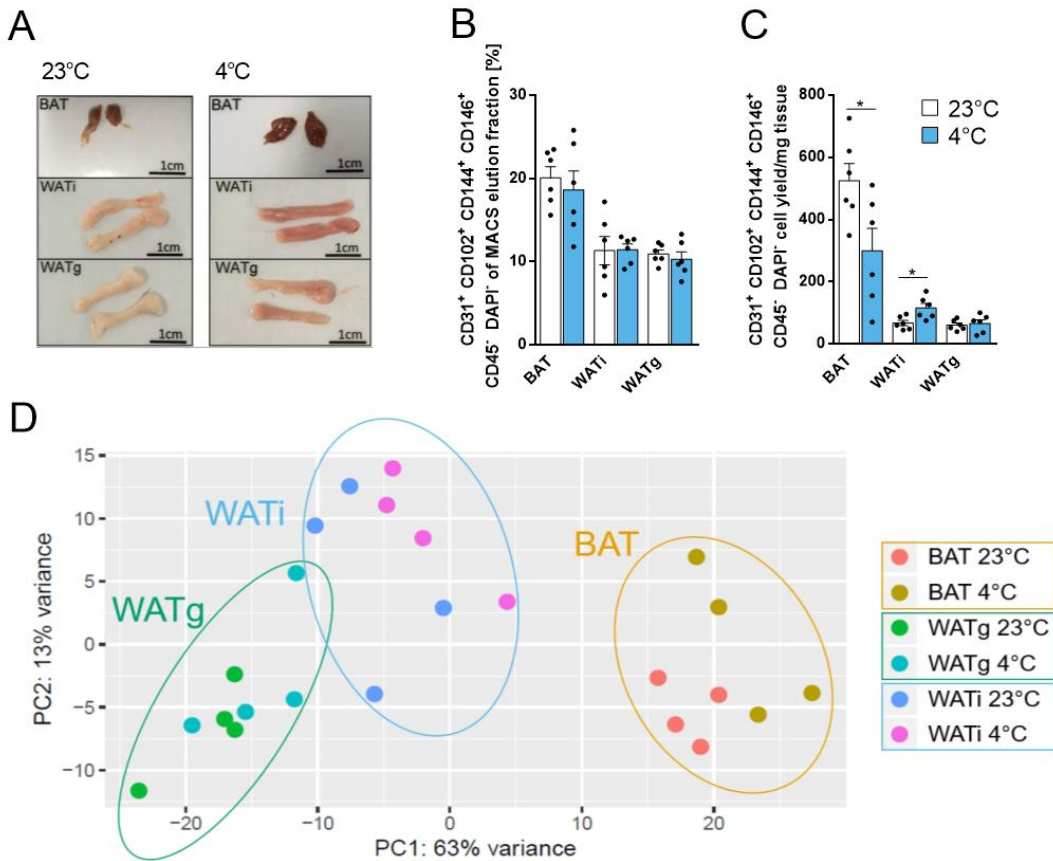 A
23°C
4°C
BAT
1cm
BAT
1cm
WATi
1cm
WATi
1cm
WATg
1cm
WATg
1cm
B
CD31⁺ CD102⁺ CD144⁺ CD146⁺
CD45⁻ DAPI⁻ of MACS elution fraction [%]
30
20
10
0
BAT
WATi
WATg
C
CD31⁺ CD102⁺ CD144⁺ CD146⁺
CD45⁻ DAPI⁻ cell yield/mg tissue
800
600
400
200
0
*
*
BAT
WATi
WATg
23°C
4°C
D
PC2: 13% variance
15
10
5
0
−5
−10
WATi
WATg
BAT
−20
−10
0
10
20
PC1: 63% variance
BAT 23°C
BAT 4°C
WATg 23°C
WATg 4°C
WATi 23°C
WATi 4°C